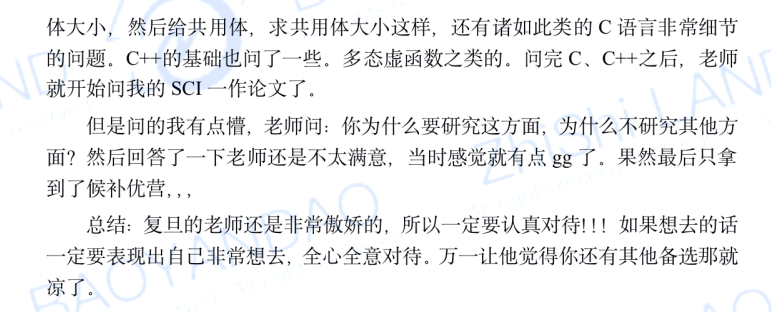 体大小，然后给共用体，求共用体大小这样，还有诸如此类的 C 语言非常细节
的问题。C++的基础也问了一些。多态虚函数之类的。问完 C、C++之后，老师
就开始问我的 SCI 一作论文了。
但是问的我有点懵，老师问：你为什么要研究这方面，为什么不研究其他方
面？然后回答了一下老师还是不太满意，当时感觉就有点 gg 了。果然最后只拿
到了候补优营，，，
总结：复旦的老师还是非常傲娇的，所以一定要认真对待！！！如果想去的话
一定要表现出自己非常想去，全心全意对待。万一让他觉得你还有其他备选那就
凉了。
ZhiShi LAND
BAOYANDAO